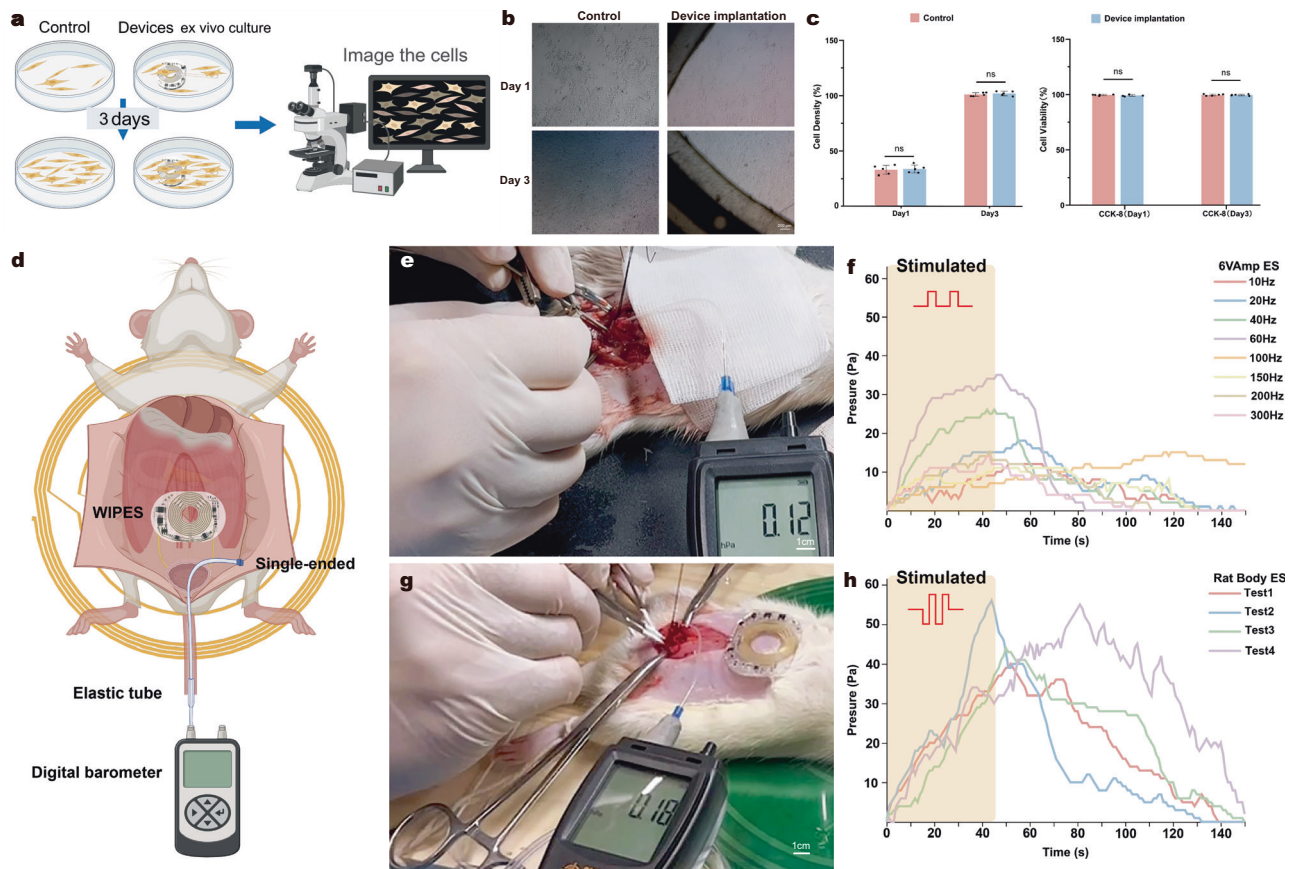 a
Control
Devices ex vivo culture
3 days
Image the cells
b
Control
Device implantation
Day 1
Day 3
c
Control
Device implantation
Cell Density (%)
150
100
50
0
ns
ns
Day1
Day3
Cell Viability(%)
150
100
50
0
ns
ns
CCK-8(Day1)
CCK-8(Day3)
d
WIPES
Single-ended
Elastic tube
Digital barometer
e
0.12
hPa
1cm
f
Stimulated
6VAmp ES
10Hz
20Hz
40Hz
60Hz
100Hz
150Hz
200Hz
300Hz
Presure (Pa)
60
50
40
30
20
10
0 20 40 60 80 100 120 140
Time (s)
g
0.18
1cm
h
Stimulated
Rat Body ES
Test1
Test2
Test3
Test4
Presure (Pa)
60
50
40
30
20
10
0 20 40 60 80 100 130
Time (s)